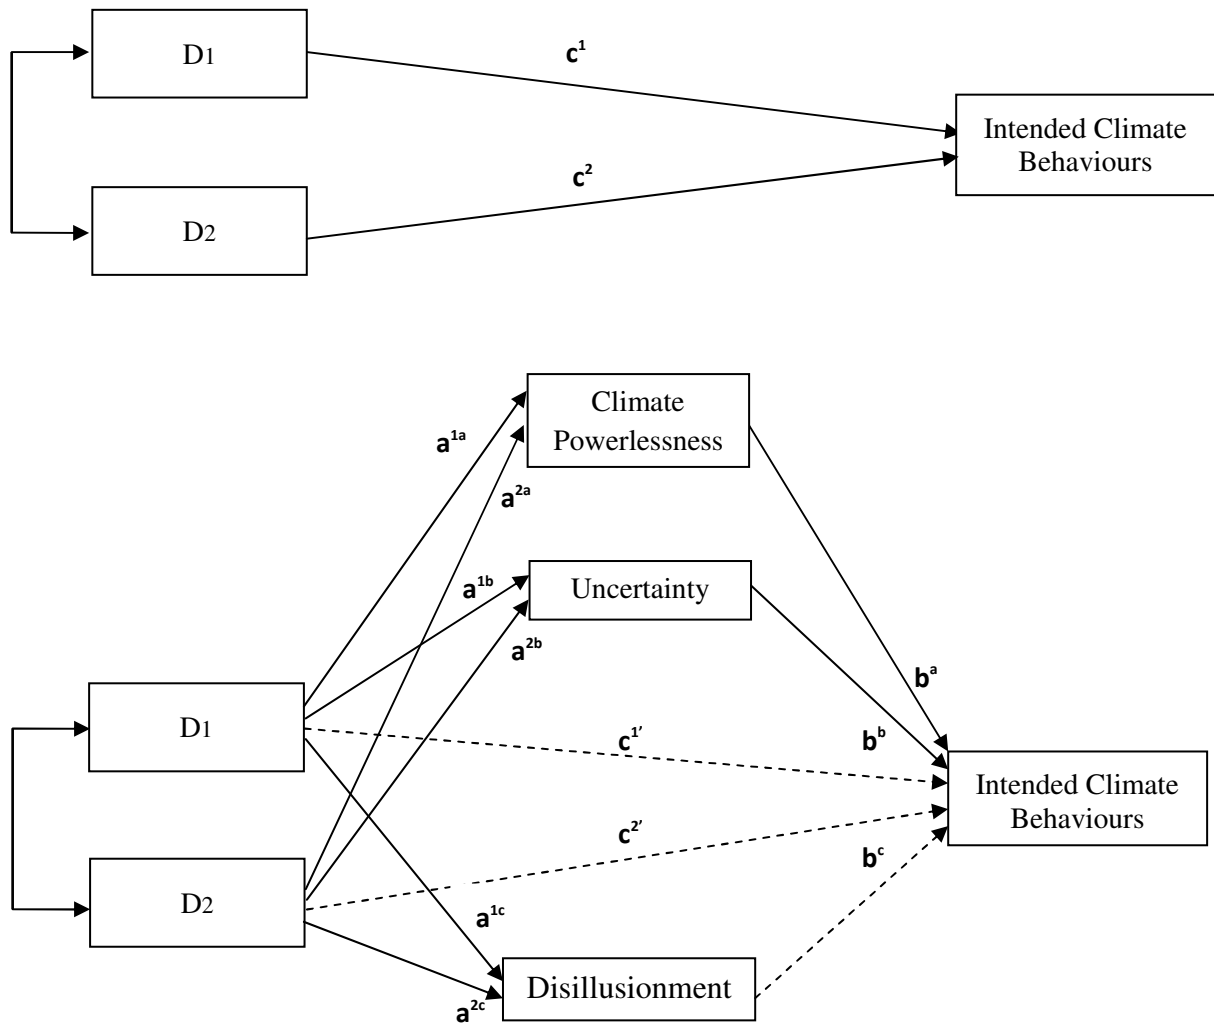 D1
c1
Intended Climate
Behaviours
c2
D2
Climate
Powerlessness
a1a
a2a
a1b
Uncertainty
a2b
ba
D1
c1’
bb
Intended Climate
Behaviours
c2’
bc
D2
a1c
Disillusionment
a2c